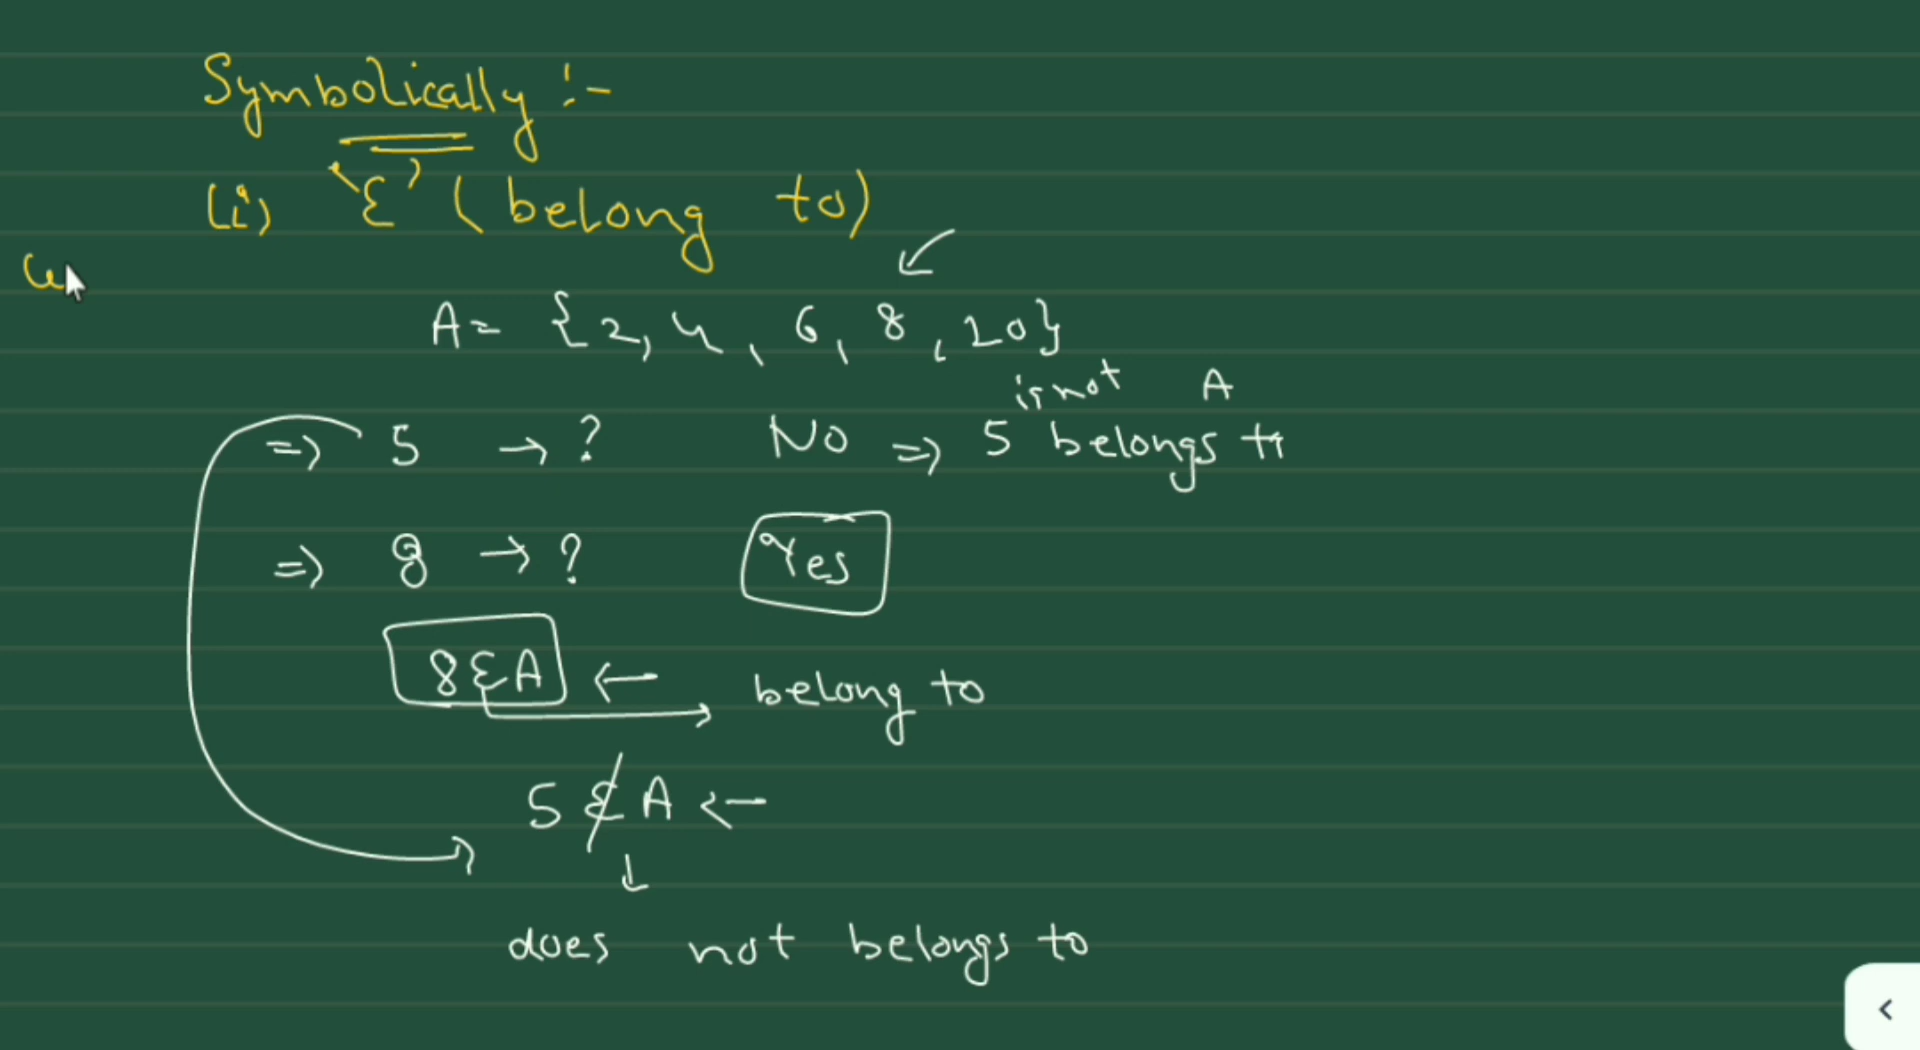 Symbolically :-
(i) 'ε' (belong to)
A = {2, 4, 6, 8, 10}
is not A
=> 5 → ? No => 5 belongs to
=> 8 → ? Yes
8 ε A ← belong to
5 ∉ A ←
↓
does not belongs to